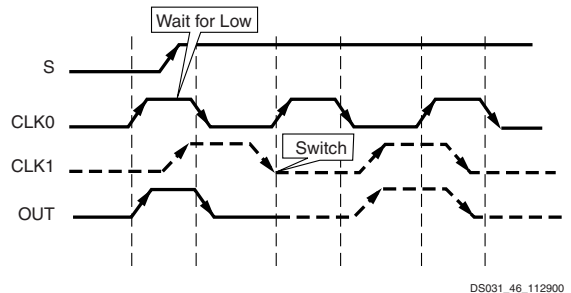 Wait for Low
S
CLK0
CLK1
Switch
OUT
DS031_46_112900